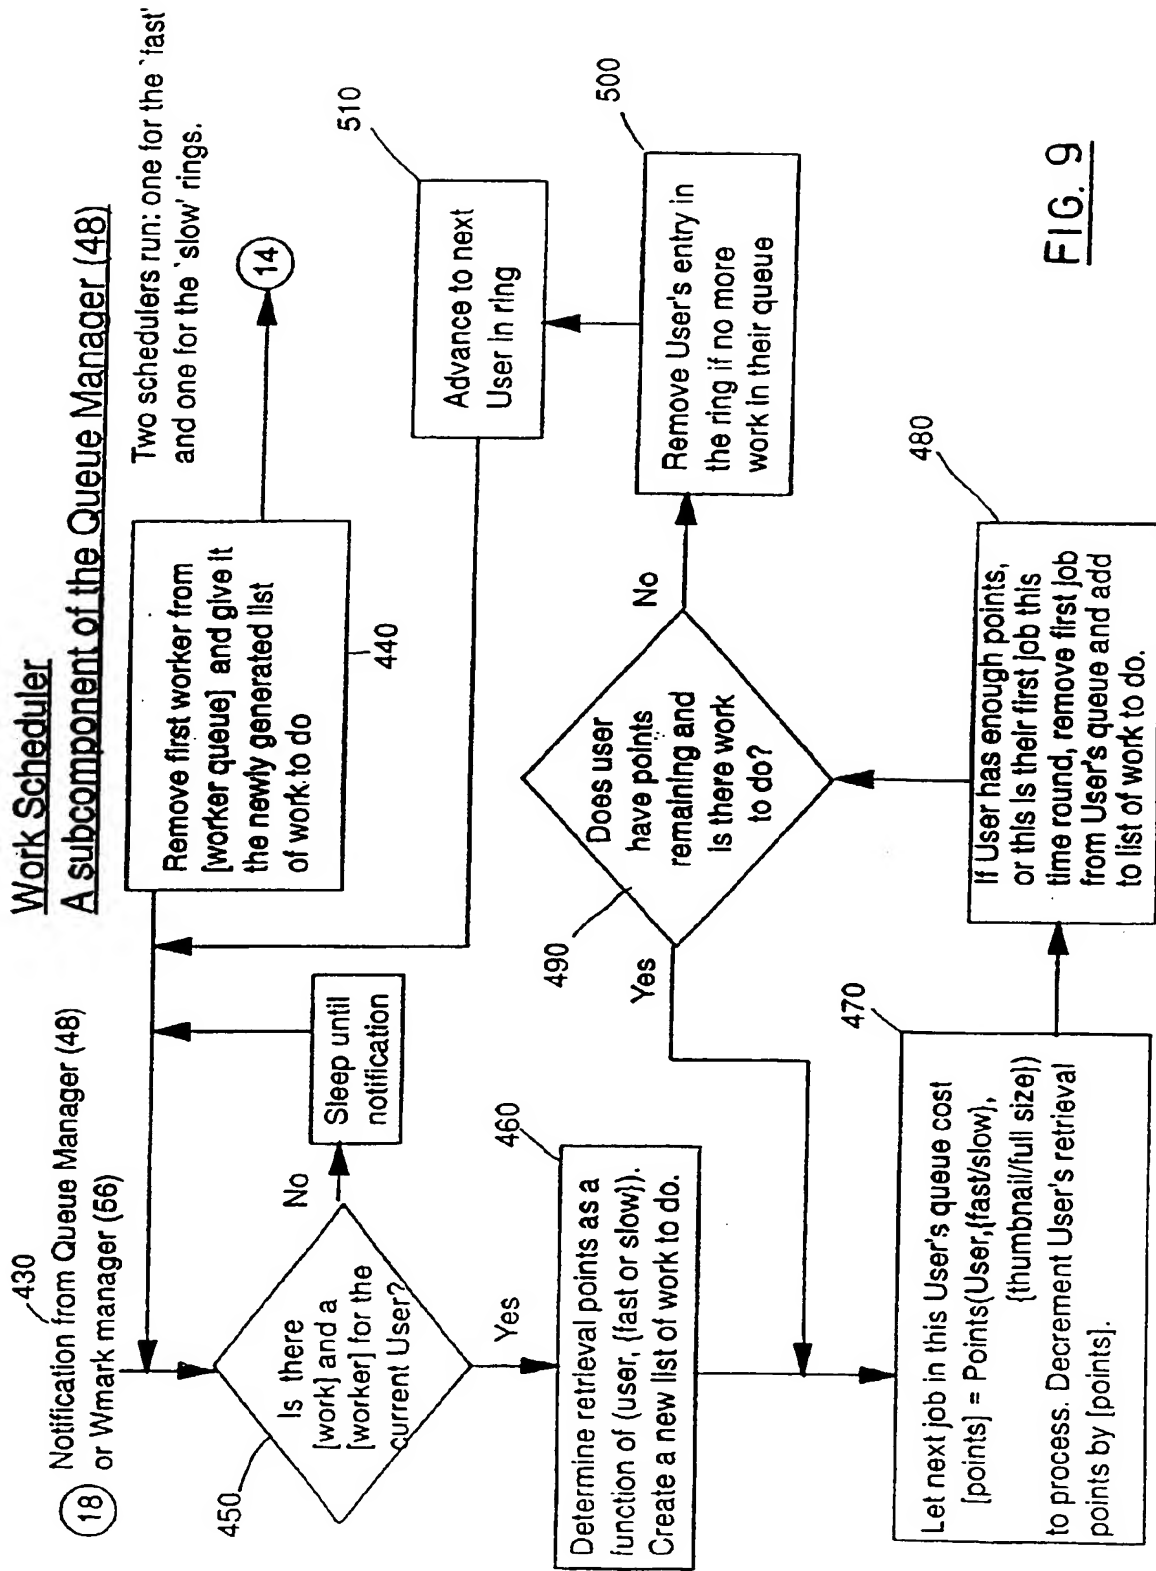 Work Scheduler
A subcomponent of the Queue Manager (48)
430
18
Notification from Queue Manager (48)
or Wmark manager (66)
Two schedulers run: one for the `fast'
and one for the `slow' rings.
14
Remove first worker from
[worker queue] and give it
the newly generated list
of work to do
440
450
Is there
[work] and a
[worker] for the
current User?
No
Sleep until
notification
Yes
460
Determine retrieval points as a
function of (user, {fast or slow}).
Create a new list of work to do.
470
Let next job in this User's queue cost
[points] = Points(User,{fast/slow},
{thumbnail/full size})
to process. Decrement User's retrieval
points by [points].
480
If User has enough points,
or this is their first job this
time round, remove first job
from User's queue and add
to list of work to do.
490
Does user
have points
remaining and
is there work
to do?
Yes
No
500
Remove User's entry in
the ring if no more
work in their queue
510
Advance to next
User in ring
FIG. 9